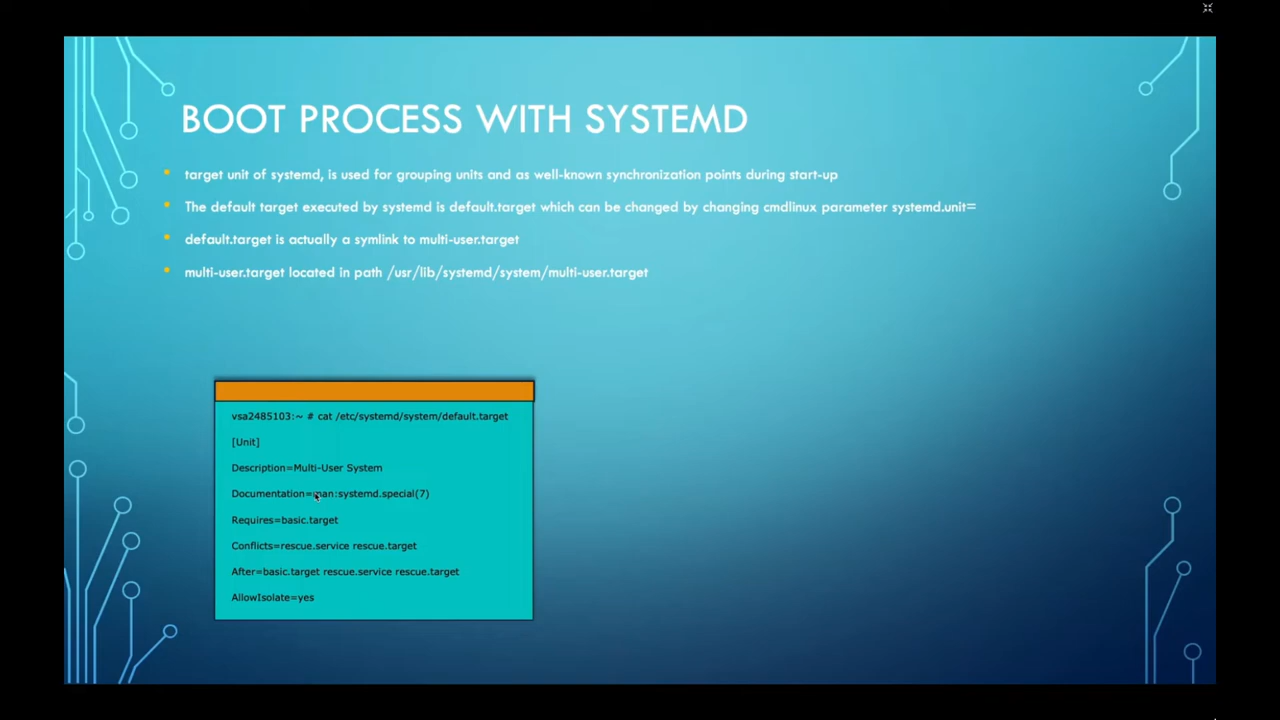 BOOT PROCESS WITH SYSTEMD
target unit of systemd, is used for grouping units and as well-known synchronization points during start-up
The default target executed by systemd is default.target which can be changed by changing cmdlinux parameter systemd.unit=
default.target is actually a symlink to multi-user.target
multi-user.target located in path /usr/lib/systemd/system/multi-user.target
vsa2485103:~ # cat /etc/systemd/system/default.target
[Unit]
Description=Multi-User System
Documentation=man:systemd.special(7)
Requires=basic.target
Conflicts=rescue.service rescue.target
After=basic.target rescue.service rescue.target
AllowIsolate=yes